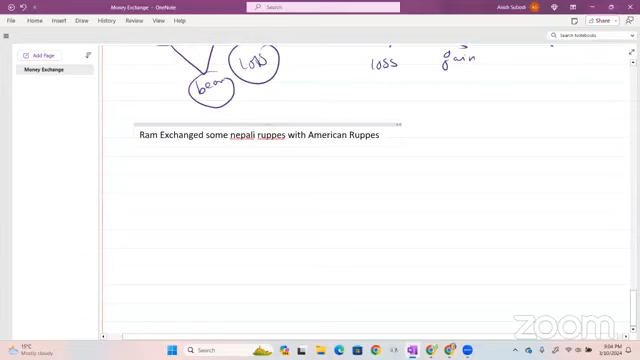 Money Exchange - OneNote
Search
Anish Subedi
File Home Insert Draw History Review View Help
Share
Search Notebooks
Add Page
Money Exchange
loss
bear
loss
gain
Ram Exchanged some nepali ruppes with American Ruppes
zoom
15°C
Mostly cloudy
Search
9:04 PM
3/10/2024